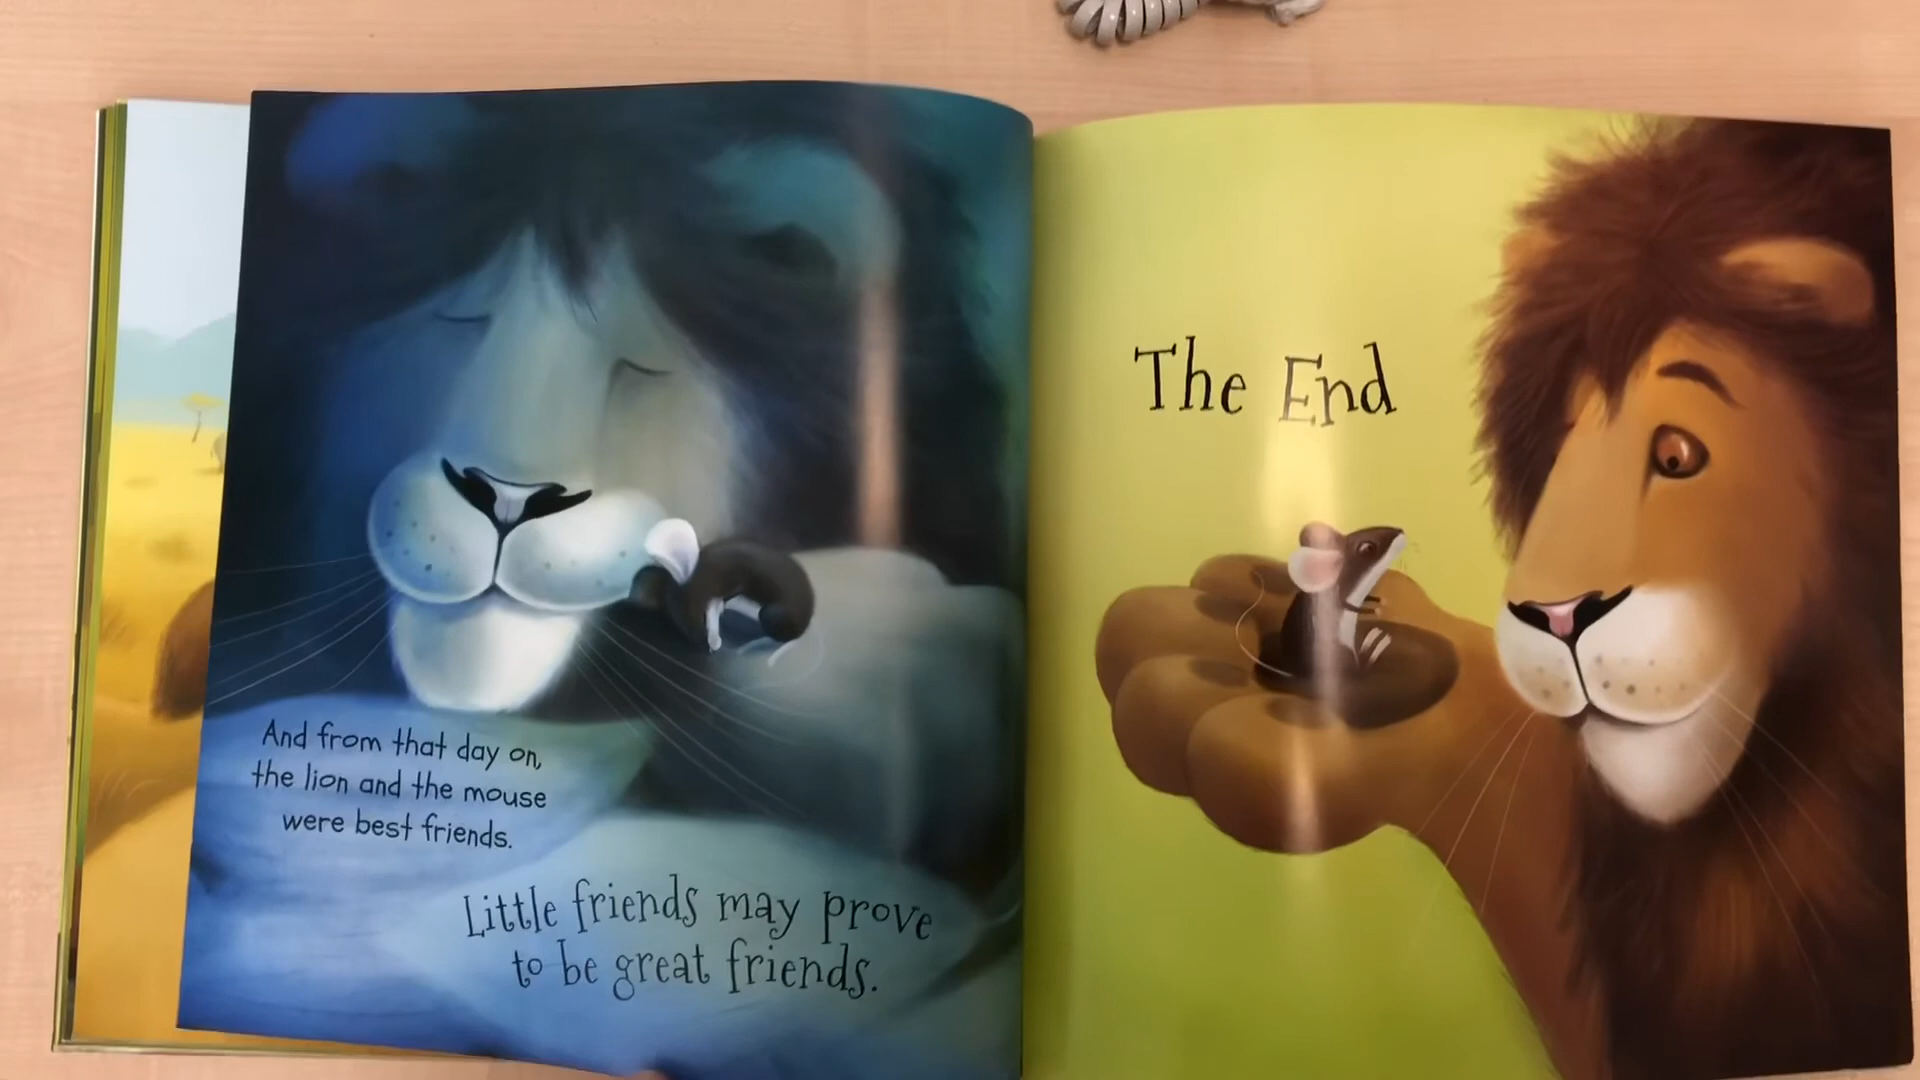 And from that day on,
the lion and the mouse
were best friends.
Little friends may prove
to be great friends.
The End